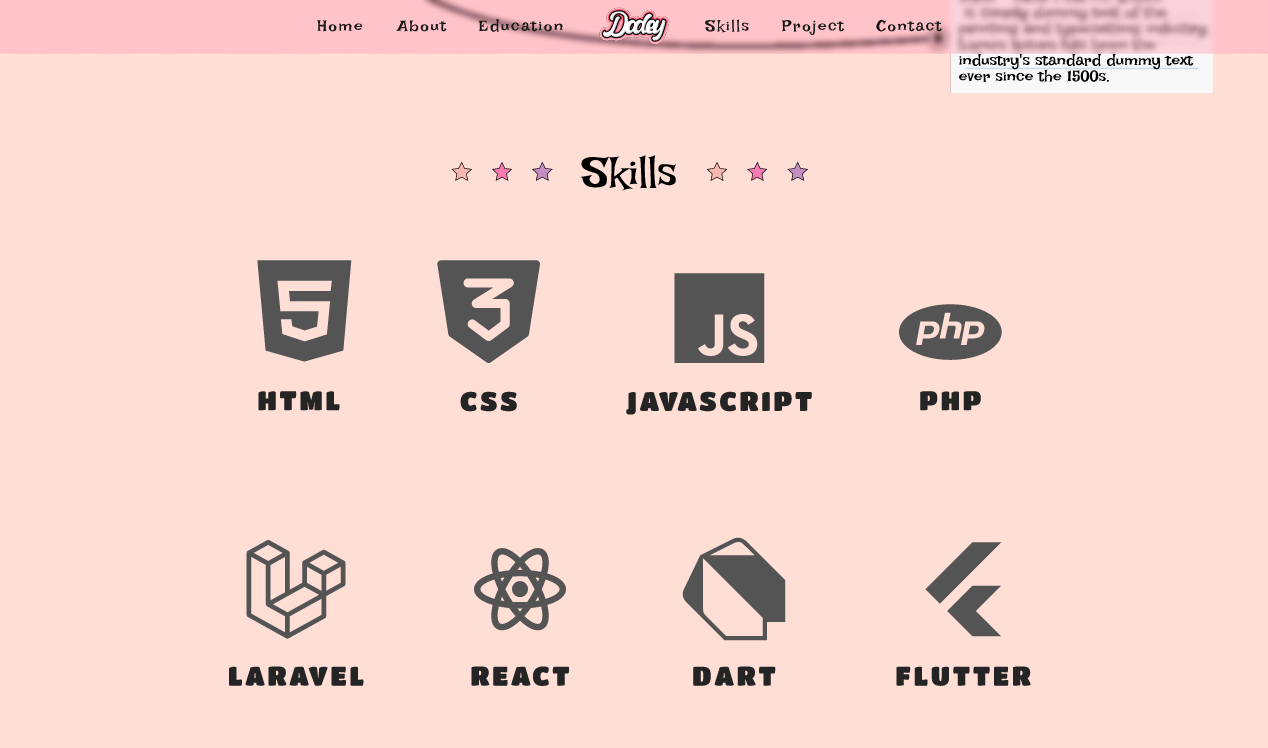 Home About Education Dodey Skills Project Contact
is simply dummy text of the
printing and typesetting industry.
Lorem Ipsum has been the
industry's standard dummy text
ever since the 1500s.
Skills
5 3 JS php
HTML CSS JAVASCRIPT PHP
LARAVEL REACT DART FLUTTER